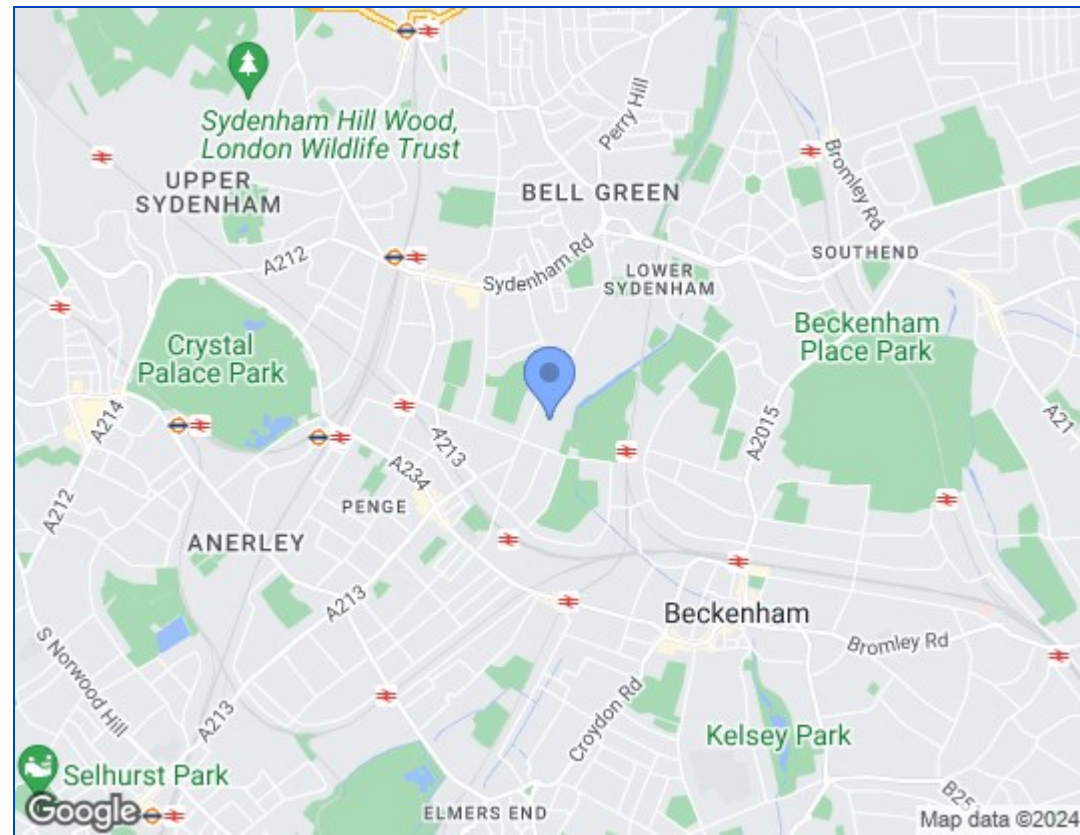 Sydenham Hill Wood,
London Wildlife Trust
UPPER
SYDENHAM
Perry Hill
BELL GREEN
Bromley Rd
SOUTHEND
A212
Sydenham Rd
LOWER
SYDENHAM
Crystal
Palace Park
Beckenham
Place Park
A214
A21
A2015
A213
A234
PENGE
A212
ANERLEY
A213
Beckenham
Bromley Rd
S Norwood Hill
A213
Croydon Rd
Kelsey Park
Selhurst Park
Google
ELMERS END
Map data ©2024